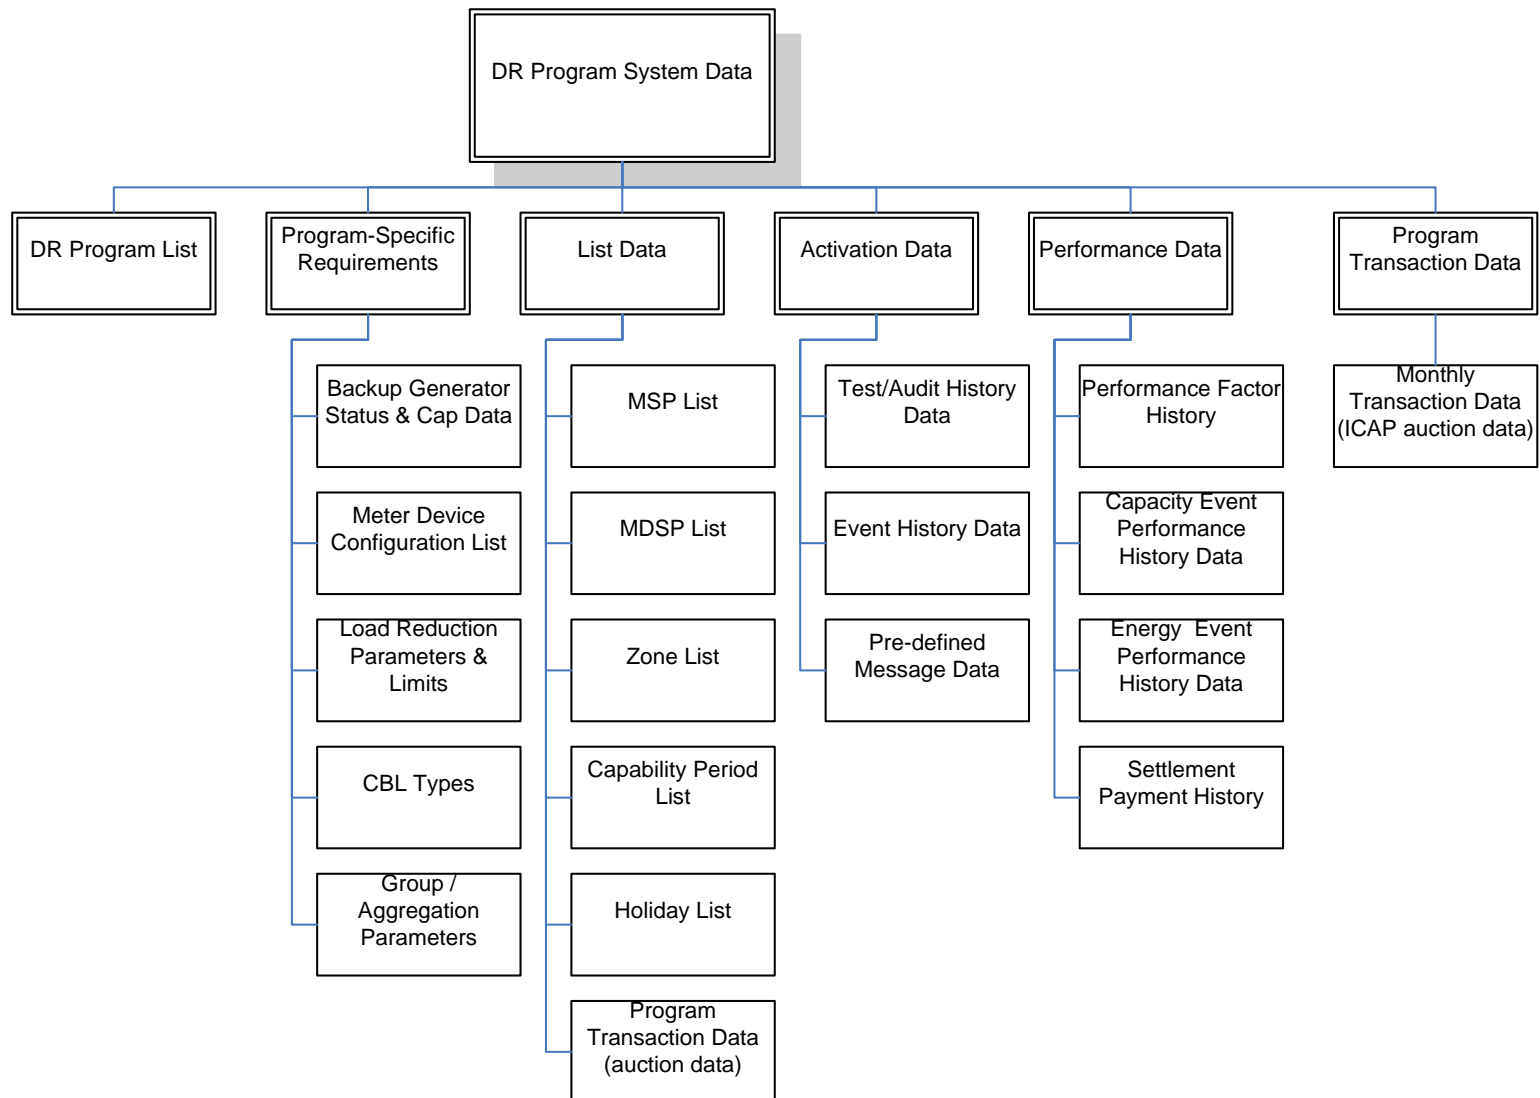 DR Program System Data
DR Program List
Program-Specific
Requirements
List Data
Activation Data
Performance Data
Program
Transaction Data
Backup Generator
Status & Cap Data
Meter Device
Configuration List
Load Reduction
Parameters &
Limits
CBL Types
Group /
Aggregation
Parameters
MSP List
MDSP List
Zone List
Capability Period
List
Holiday List
Program
Transaction Data
(auction data)
Test/Audit History
Data
Event History Data
Pre-defined
Message Data
Performance Factor
History
Capacity Event
Performance
History Data
Energy  Event
Performance
History Data
Settlement
Payment History
Monthly
Transaction Data
(ICAP auction data)